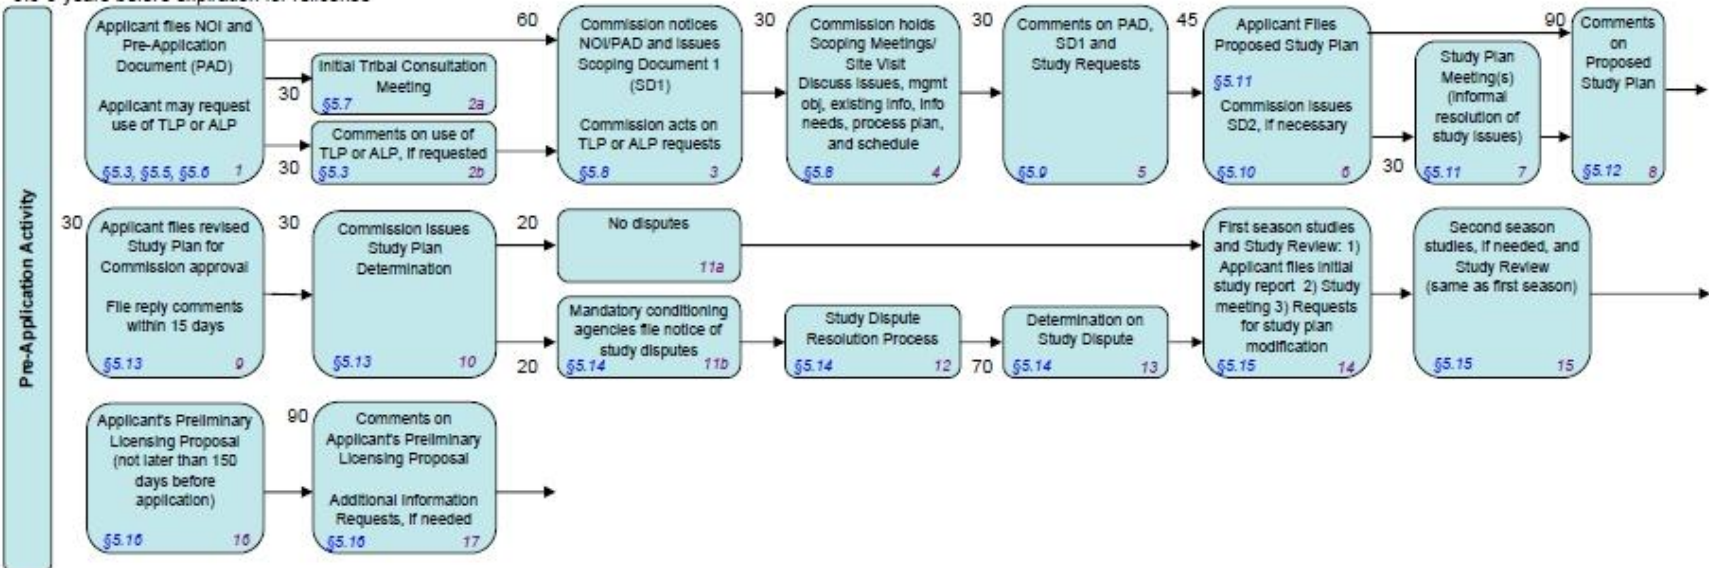 Pre-Application Activity
Applicant files NOI and
Pre-Application
Document (PAD)
Applicant may request
use of TLP or ALP
§5.3, §5.5, §5.6 1
30
Initial Tribal Consultation
Meeting
§5.7 2a
30
Comments on use of
TLP or ALP, if requested
§5.3 2b
60
Commission notices
NOI/PAD and issues
Scoping Document 1
(SD1)
Commission acts on
TLP or ALP requests
§5.8 3
30
Commission holds
Scoping Meetings/
Site Visit
Discuss issues, mgmt
obj, existing info, info
needs, process plan,
and schedule
§5.8 4
30
Comments on PAD,
SD1 and
Study Requests
§5.9 5
45
Applicant Files
Proposed Study Plan
§5.11
Commission issues
SD2, if necessary
§5.10 6
30
Study Plan
Meeting(s)
(informal
resolution of
study issues)
§5.11 7
90
Comments
on
Proposed
Study Plan
§5.12 8
30
Applicant files revised
Study Plan for
Commission approval
File reply comments
within 15 days
§5.13 9
30
Commission issues
Study Plan
Determination
§5.13 10
20
No disputes
11a
20
Mandatory conditioning
agencies file notice of
study disputes
§5.14 11b
Study Dispute
Resolution Process
§5.14 12
70
Determination on
Study Dispute
§5.14 13
First season studies
and Study Review: 1)
Applicant files initial
study report 2) Study
meeting 3) Requests
for study plan
modification
§5.15 14
Second season
studies, if needed, and
Study Review
(same as first season)
§5.15 15
Applicant's Preliminary
Licensing Proposal
(not later than 150
days before
application)
§5.16 16
90
Comments on
Applicant's Preliminary
Licensing Proposal
Additional Information
Requests, if needed
§5.16 17